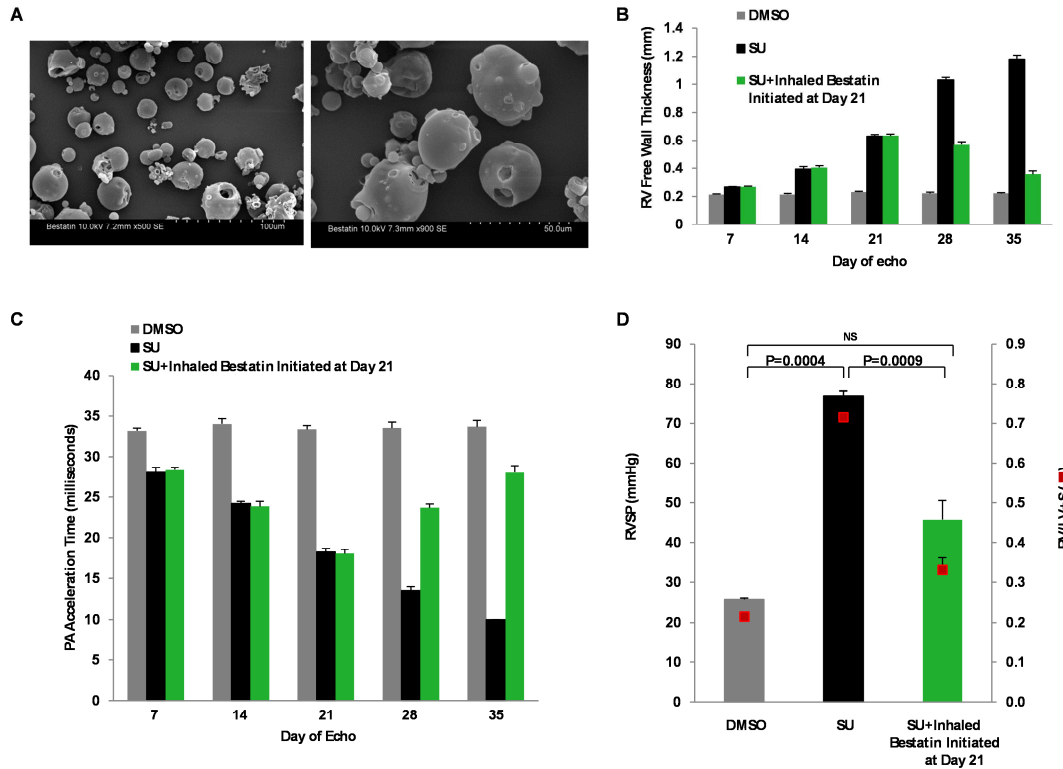 A
Bestatin 10.0kV 7.2mm x500 SE
100um
Bestatin 10.0kV 7.3mm x900 SE
50.0um
B
DMSO
SU
SU+Inhaled Bestatin
Initiated at Day 21
RV Free Wall Thickness (mm)
1.4
1.2
1
0.8
0.6
0.4
0.2
0
7
14
21
28
35
Day of echo
C
DMSO
SU
SU+Inhaled Bestatin Initiated at Day 21
PA Acceleration Time (milliseconds)
40
35
30
25
20
15
10
5
0
7
14
21
28
35
Day of Echo
D
NS
P=0.0004
P=0.0009
RVSP (mmHg)
90
80
70
60
50
40
30
20
10
0
0.9
0.8
0.7
0.6
0.5
0.4
0.3
0.2
0.1
0.0
DMSO
SU
SU+Inhaled
Bestatin Initiated
at Day 21